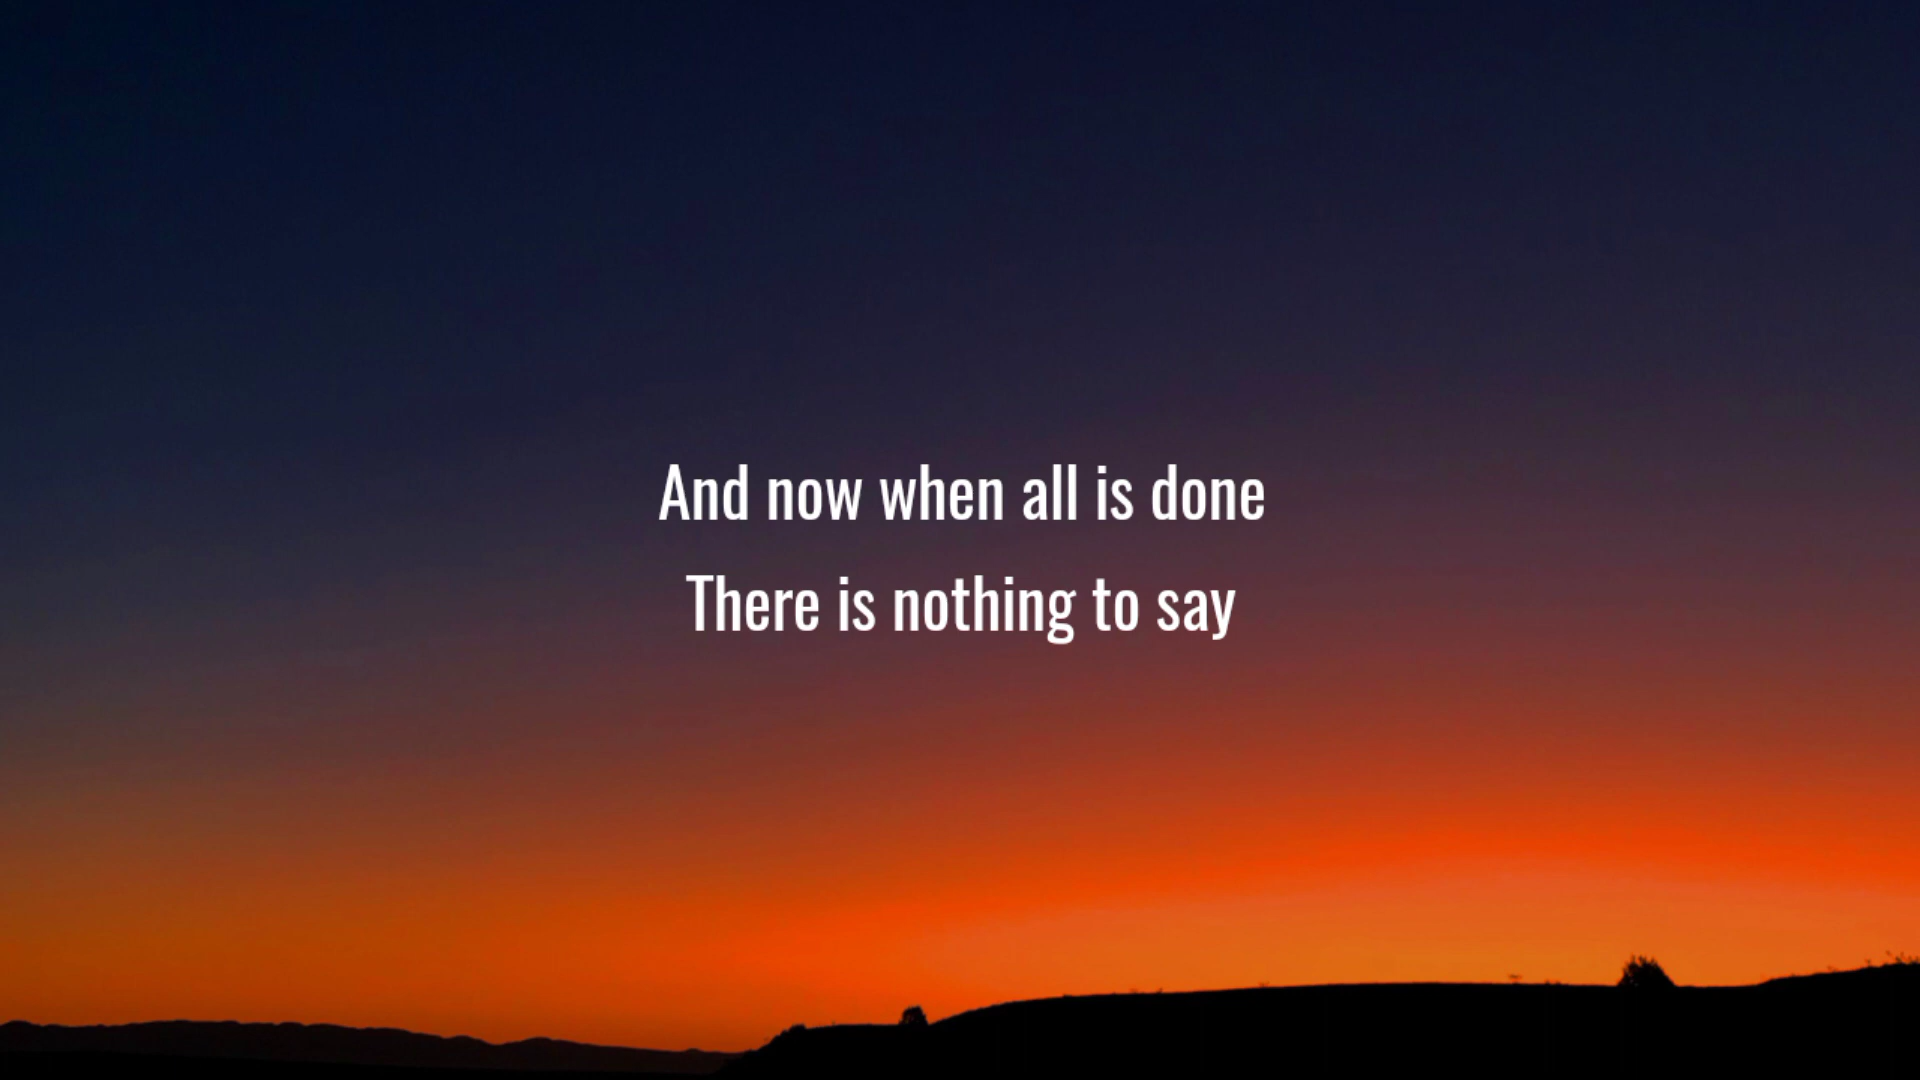 And now when all is done
There is nothing to say